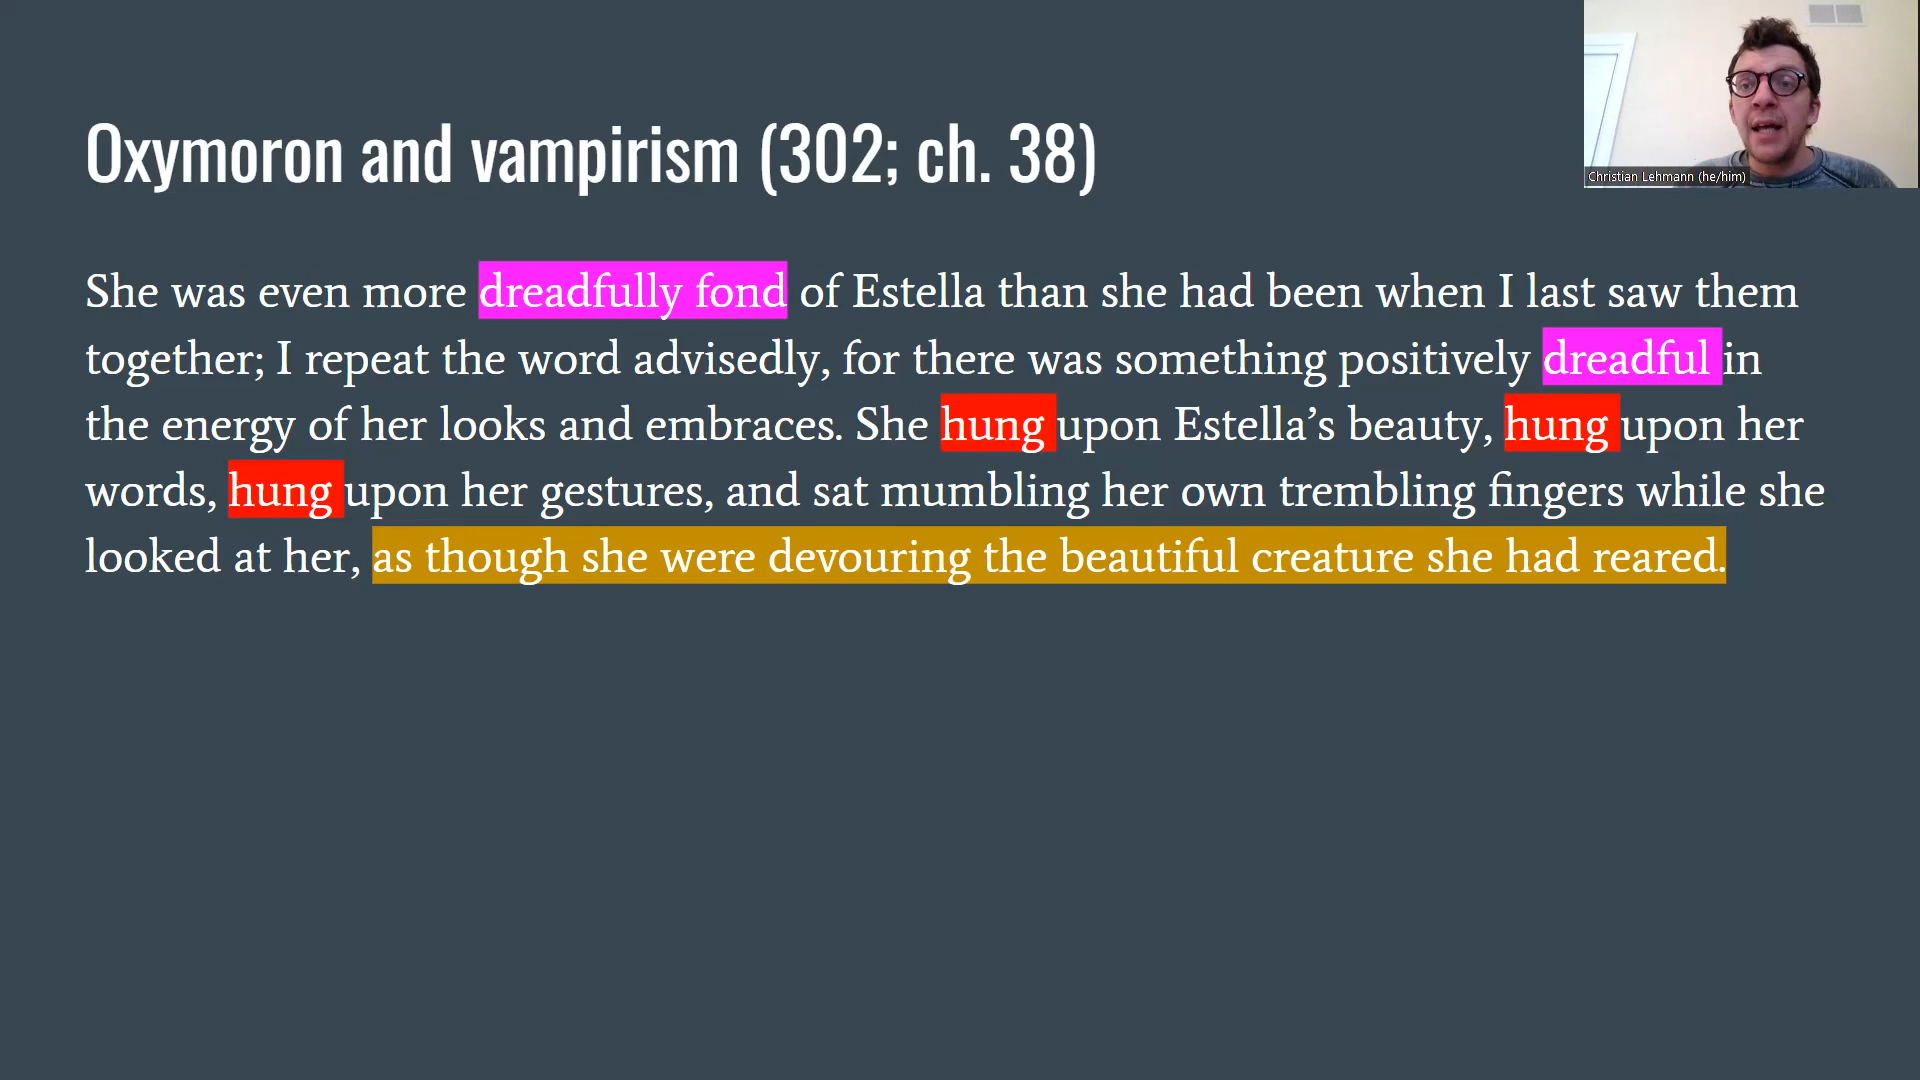 Oxymoron and vampirism (302; ch. 38)
Christian Lehmann (he/him)
She was even more dreadfully fond of Estella than she had been when I last saw them
together; I repeat the word advisedly, for there was something positively dreadful in
the energy of her looks and embraces. She hung upon Estella’s beauty, hung upon her
words, hung upon her gestures, and sat mumbling her own trembling fingers while she
looked at her, as though she were devouring the beautiful creature she had reared.